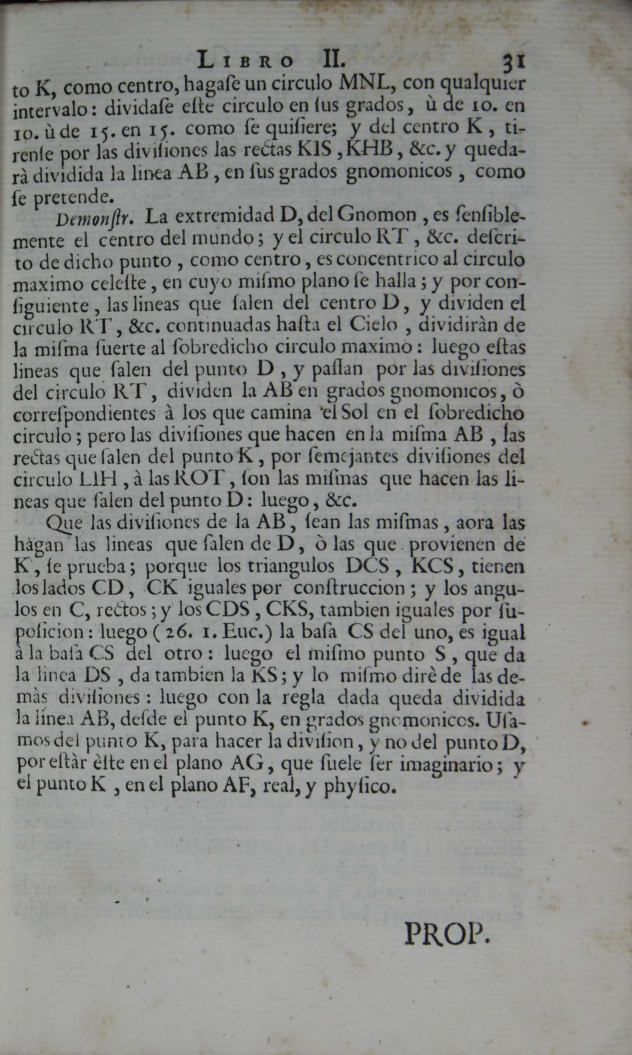 LIBRO II. 31
to K, como centro, hagaſe un circulo MNL, con qualquier
intervalo: dividaſe eſte circulo en ſus grados, ù de 10. en
10. ù de 15. en 15. como ſe quiſiere; y del centro K, ti-
renſe por las diviſiones las rectas KIS, KHB, &c. y queda-
rà dividida la linea AB, en ſus grados gnomonicos, como
ſe pretende.
Demonſtr. La extremidad D, del Gnomon, es ſenſible-
mente el centro del mundo; y el circulo RT, &c. deſcri-
to de dicho punto, como centro, es concentrico al circulo
maximo celeſte, en cuyo miſmo plano ſe halla; y por con-
ſiguiente, las lineas que ſalen del centro D, y dividen el
circulo RT, &c. continuadas haſta el Cielo, dividiràn de
la miſma ſuerte al ſobredicho circulo maximo: luego eſtas
lineas que ſalen del punto D, y paſſan por las diviſiones
del circulo RT, dividen la AB en grados gnomonicos, ò
correſpondientes à los que camina el Sol en el ſobredicho
circulo; pero las diviſiones que hacen en la miſma AB, las
rectas que ſalen del punto K, por ſemejantes diviſiones del
circulo LIH, à las ROT, ſon las miſmas que hacen las li-
neas que ſalen del punto D: luego, &c.
Que las diviſiones de la AB, ſean las miſmas, aora las
hagan las lineas que ſalen de D, ò las que provienen de
K, ſe prueba; porque los triangulos DCS, KCS, tienen
los lados CD, CK iguales por conſtruccion; y los angu-
los en C, rectos; y los CDS, CKS, tambien iguales por ſu-
poſicion: luego (26. 1. Euc.) la baſa CS del uno, es igual
à la baſa CS del otro: luego el miſmo punto S, que da
la linea DS, da tambien la KS; y lo miſmo dirè de las de-
màs diviſiones: luego con la regla dada queda dividida
la linea AB, deſde el punto K, en grados gnomonicos. Uſa-
mos del punto K, para hacer la diviſion, y no del punto D,
por eſtàr èſte en el plano AG, que ſuele ſer imaginario; y
el punto K, en el plano AF, real, y phyſico.
PROP.